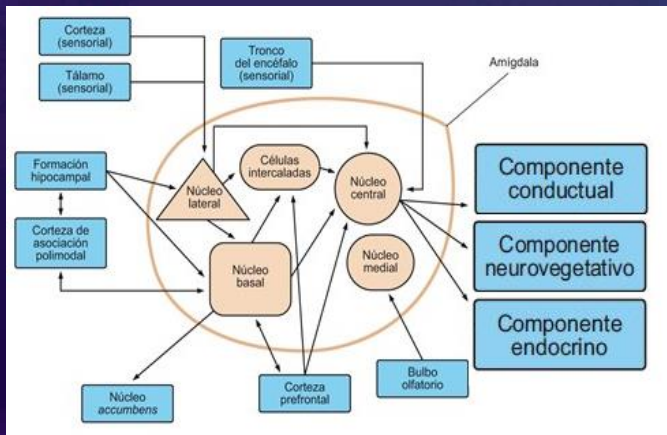 Corteza
(sensorial)
Tálamo
(sensorial)
Tronco
del encéfalo
(sensorial)
Amígdala
Formación
hipocampal
Corteza de
asociación
polimodal
Núcleo
lateral
Células
intercaladas
Núcleo
central
Núcleo
basal
Núcleo
medial
Componente
conductual
Componente
neurovegetativo
Componente
endocrino
Núcleo
accumbens
Corteza
prefrontal
Bulbo
olfatorio